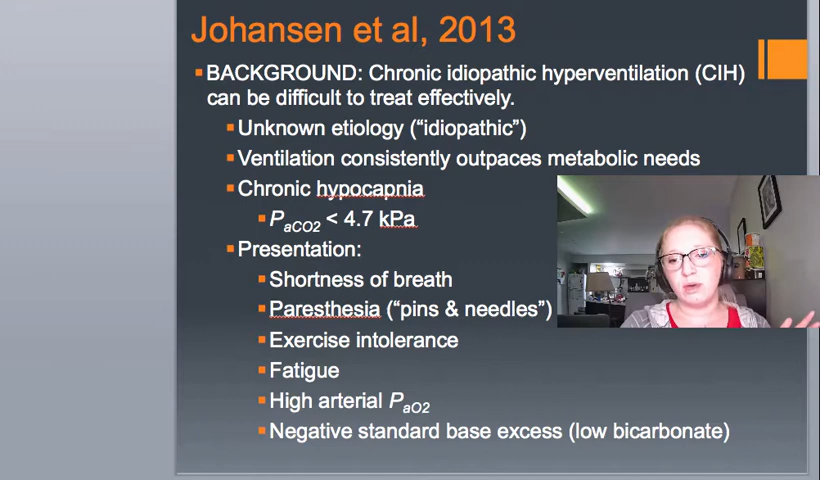 Johansen et al, 2013
BACKGROUND: Chronic idiopathic hyperventilation (CIH)
can be difficult to treat effectively.
Unknown etiology (“idiopathic”)
Ventilation consistently outpaces metabolic needs
Chronic hypocapnia
PaCO2 < 4.7 kPa
Presentation:
Shortness of breath
Paresthesia (“pins & needles”)
Exercise intolerance
Fatigue
High arterial PaO2
Negative standard base excess (low bicarbonate)